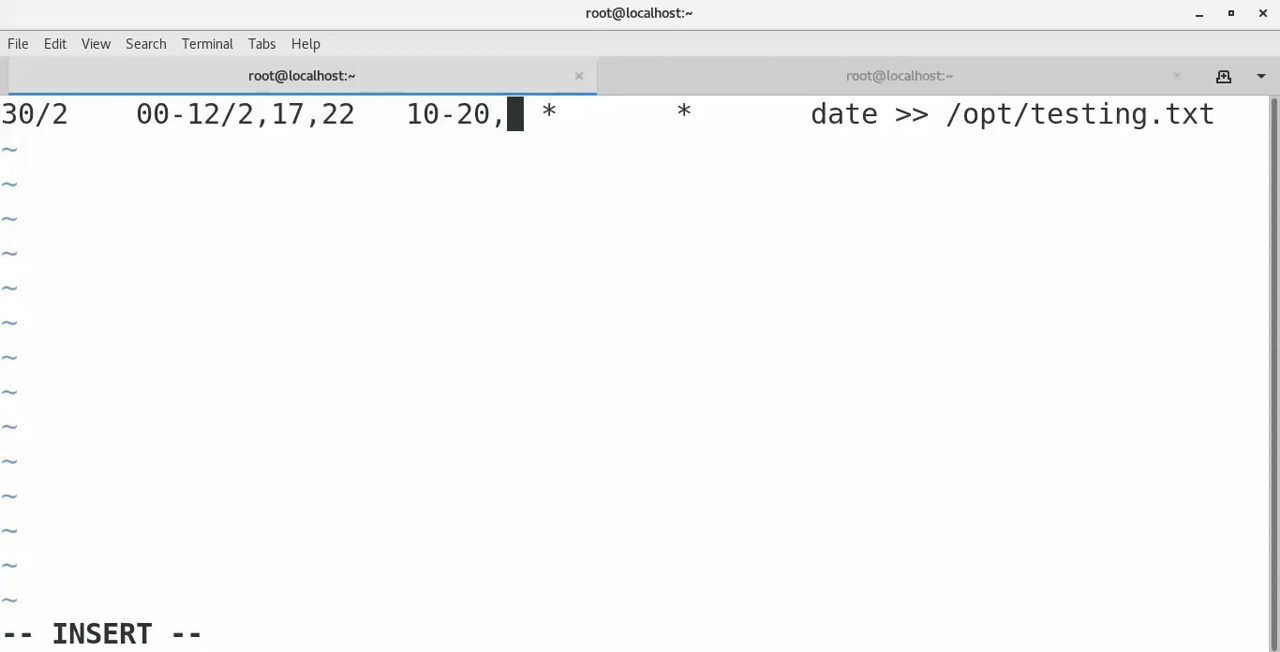 root@localhost:~
File Edit View Search Terminal Tabs Help
root@localhost:~ root@localhost:~
30/2 00-12/2,17,22 10-20, * * date >> /opt/testing.txt
~
~
~
~
~
~
~
~
~
~
~
~
~
~
-- INSERT --